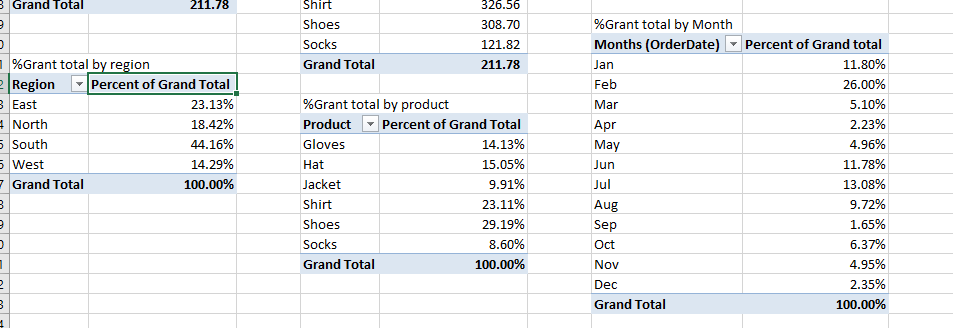 Grand Total 211.78
Shirt 326.56
Shoes 308.70
Socks 121.82
Grand Total 211.78
%Grant total by region
Region Percent of Grand Total
East 23.13%
North 18.42%
South 44.16%
West 14.29%
Grand Total 100.00%
%Grant total by product
Product Percent of Grand Total
Gloves 14.13%
Hat 15.05%
Jacket 9.91%
Shirt 23.11%
Shoes 29.19%
Socks 8.60%
Grand Total 100.00%
%Grant total by Month
Months (OrderDate) Percent of Grand total
Jan 11.80%
Feb 26.00%
Mar 5.10%
Apr 2.23%
May 4.96%
Jun 11.78%
Jul 13.08%
Aug 9.72%
Sep 1.65%
Oct 6.37%
Nov 4.95%
Dec 2.35%
Grand Total 100.00%